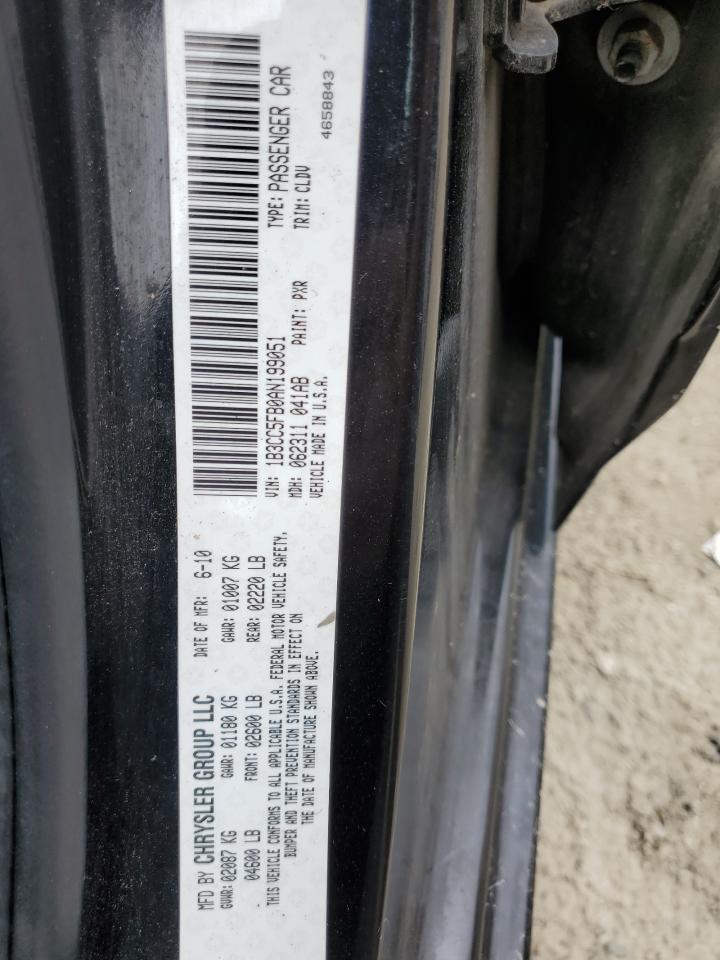 MFD BY CHRYSLER GROUP LLC DATE OF MFR: 6-10
GVWR: 02087 KG GAWR: 01180 KG GAWR: 01007 KG
04600 LB FRONT: 02600 LB REAR: 02220 LB
THIS VEHICLE CONFORMS TO ALL APPLICABLE U.S.A. FEDERAL MOTOR VEHICLE SAFETY,
BUMPER AND THEFT PREVENTION STANDARDS IN EFFECT ON
THE DATE OF MANUFACTURE SHOWN ABOVE.
VIN: 1B3CC5FB0AN199051 TYPE: PASSENGER CAR
MDH: 062311 041AB PAINT: PXR TRIM: CLDV
VEHICLE MADE IN U.S.A.
4658843